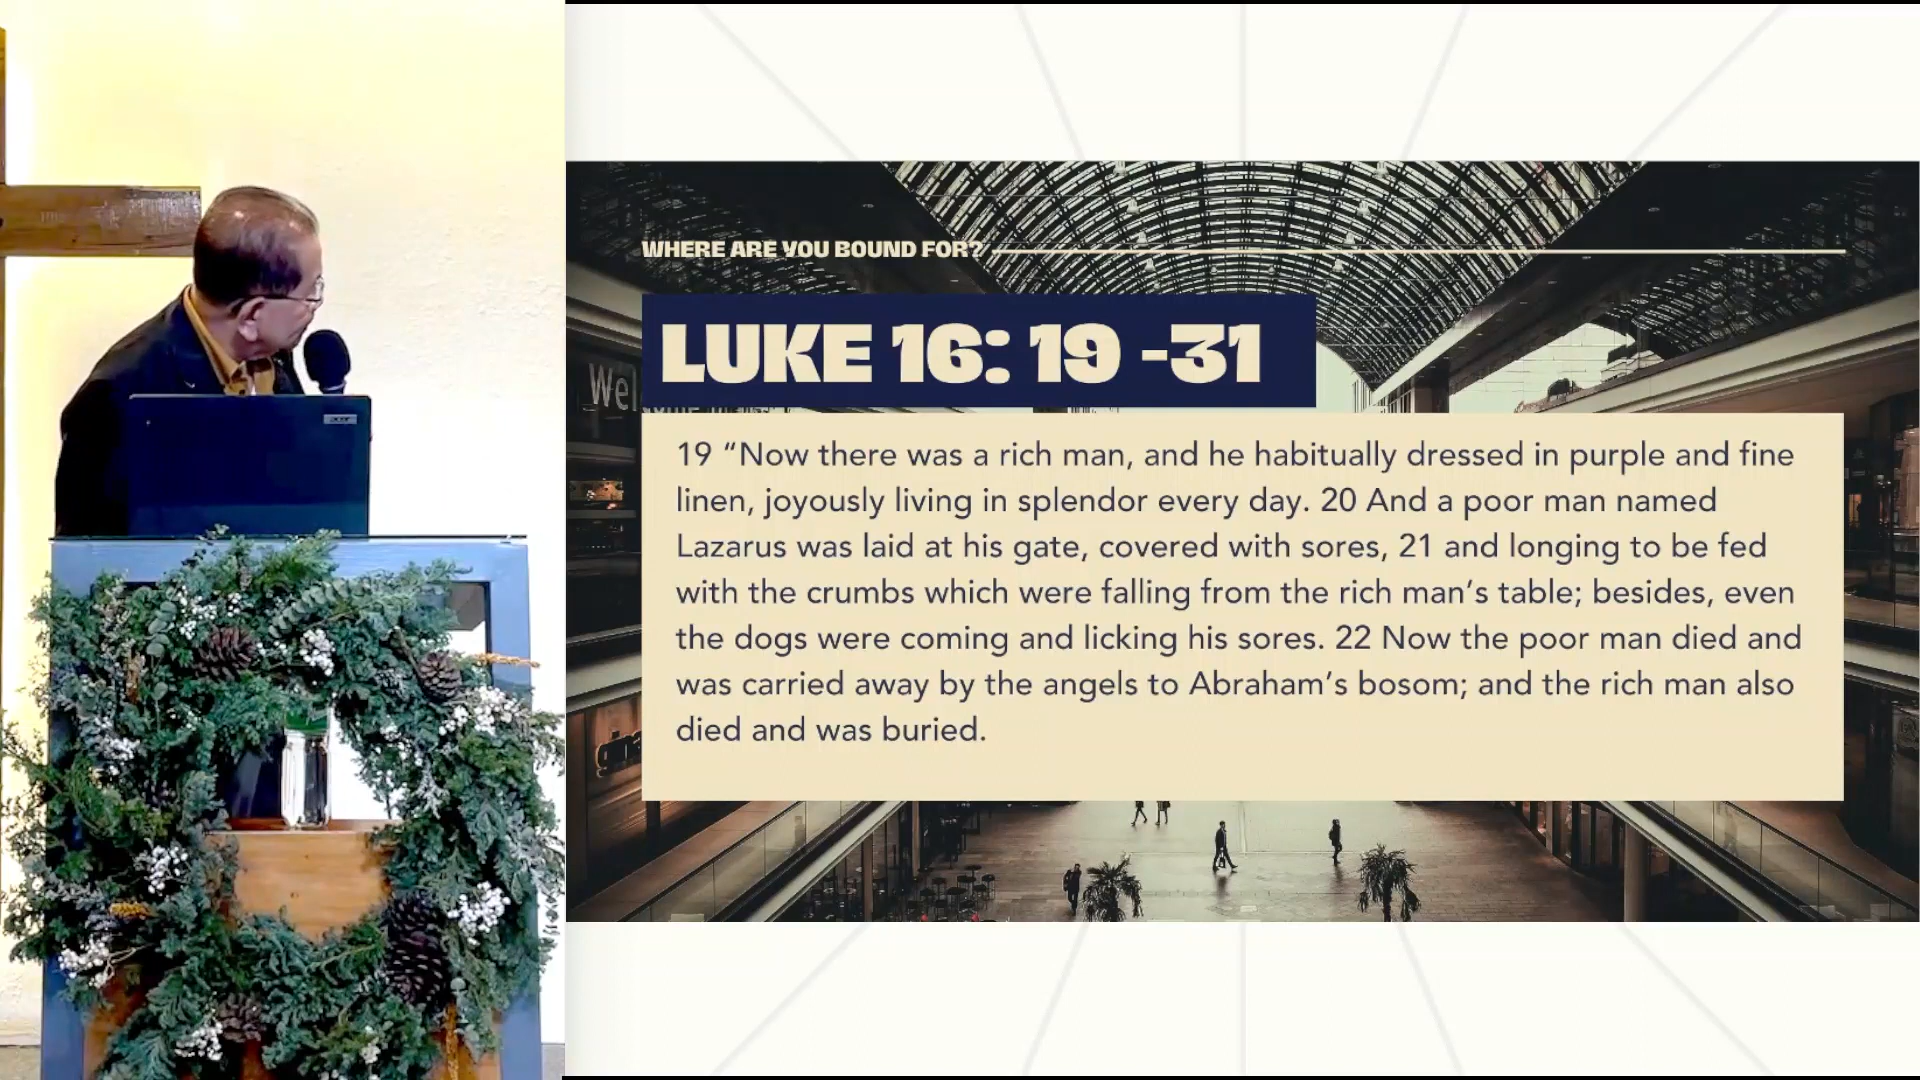 WHERE ARE YOU BOUND FOR?
LUKE 16: 19 -31
19 “Now there was a rich man, and he habitually dressed in purple and fine
linen, joyously living in splendor every day. 20 And a poor man named
Lazarus was laid at his gate, covered with sores, 21 and longing to be fed
with the crumbs which were falling from the rich man’s table; besides, even
the dogs were coming and licking his sores. 22 Now the poor man died and
was carried away by the angels to Abraham’s bosom; and the rich man also
died and was buried.
acer